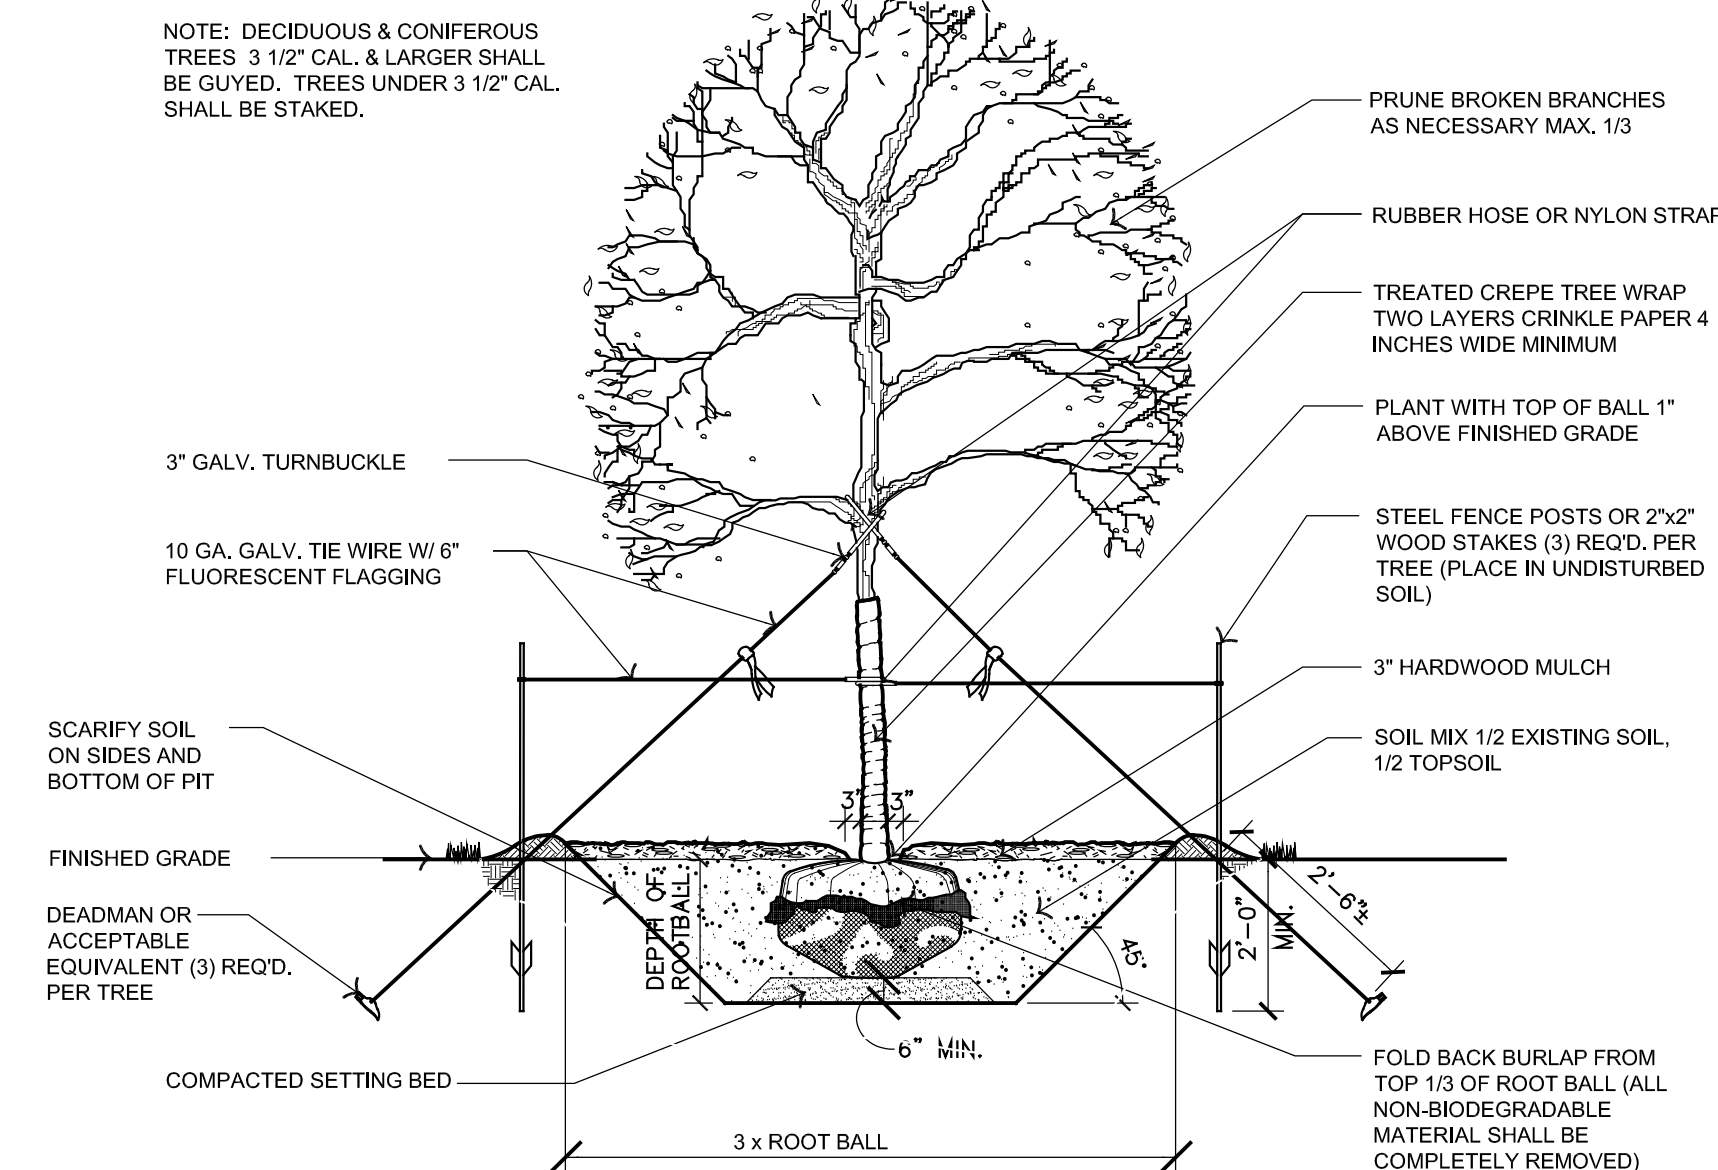 NOTE: DECIDUOUS & CONIFEROUS
TREES 3 1/2" CAL. & LARGER SHALL
BE GUYED. TREES UNDER 3 1/2" CAL.
SHALL BE STAKED.
PRUNE BROKEN BRANCHES
AS NECESSARY MAX. 1/3
RUBBER HOSE OR NYLON STRAP
TREATED CREPE TREE WRAP
TWO LAYERS CRINKLE PAPER 4
INCHES WIDE MINIMUM
PLANT WITH TOP OF BALL 1"
ABOVE FINISHED GRADE
3" GALV. TURNBUCKLE
STEEL FENCE POSTS OR 2"x2"
WOOD STAKES (3) REQ'D. PER
TREE (PLACE IN UNDISTURBED
SOIL)
10 GA. GALV. TIE WIRE W/ 6"
FLUORESCENT FLAGGING
3" HARDWOOD MULCH
SCARIFY SOIL
ON SIDES AND
BOTTOM OF PIT
SOIL MIX 1/2 EXISTING SOIL,
1/2 TOPSOIL
3"
3"
FINISHED GRADE
DEPTH OF
ROOTBALL
45°
2'-0"
MIN.
2'-6"±
DEADMAN OR
ACCEPTABLE
EQUIVALENT (3) REQ'D.
PER TREE
6" MIN.
COMPACTED SETTING BED
FOLD BACK BURLAP FROM
TOP 1/3 OF ROOT BALL (ALL
NON-BIODEGRADABLE
MATERIAL SHALL BE
COMPLETELY REMOVED)
3 x ROOT BALL